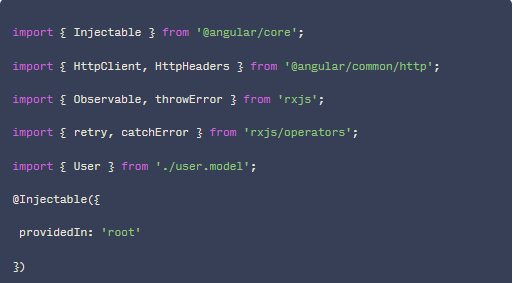 import { Injectable } from '@angular/core';
import { HttpClient, HttpHeaders } from '@angular/common/http';
import { Observable, throwError } from 'rxjs';
import { retry, catchError } from 'rxjs/operators';
import { User } from './user.model';
@Injectable({
providedIn: 'root'
})